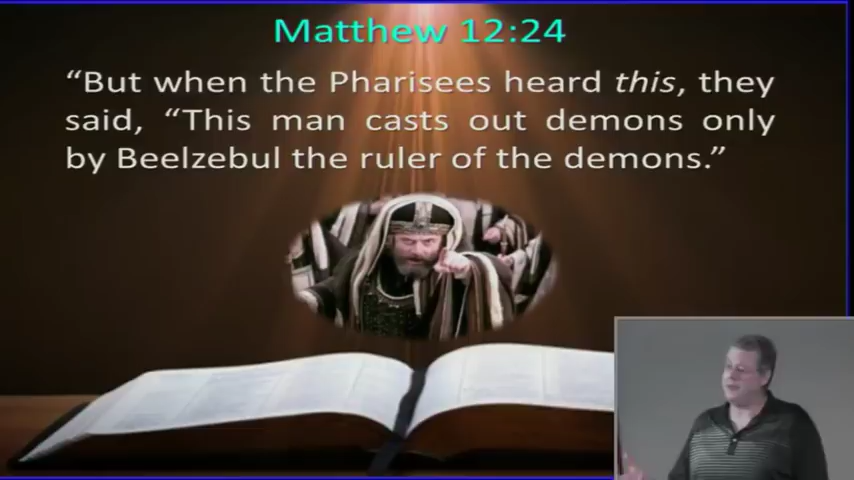 Matthew 12:24
“But when the Pharisees heard this, they
said, “This man casts out demons only
by Beelzebul the ruler of the demons.”